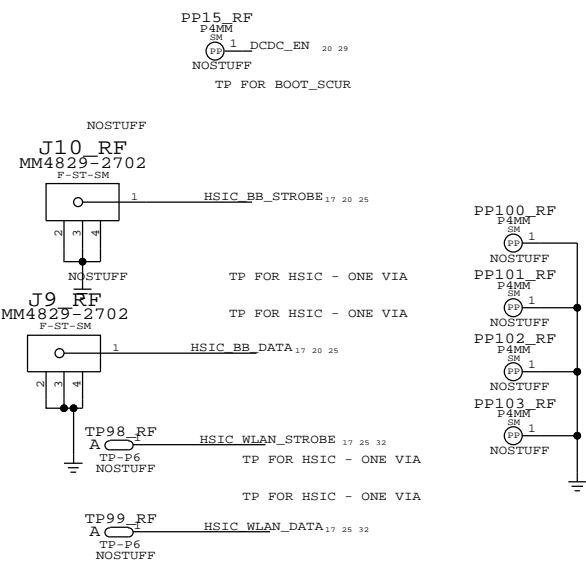 PP15_RF
P4MM
SM
PP 1 DCDC_EN 20 29
NOSTUFF
TP FOR BOOT_SCUR
NOSTUFF
J10_RF
MM4829-2702
F-ST-SM
1 HSIC_BB_STROBE 17 20 25
2 3 4
NOSTUFF
TP FOR HSIC - ONE VIA
J9_RF
MM4829-2702
F-ST-SM
TP FOR HSIC - ONE VIA
1 HSIC_BB_DATA 17 20 25
2 3 4
TP98_RF
A 1 HSIC_WLAN_STROBE 17 25 32
TP-P6
NOSTUFF
TP FOR HSIC - ONE VIA
TP FOR HSIC - ONE VIA
TP99_RF
A 1 HSIC_WLAN_DATA 17 25 32
TP-P6
NOSTUFF
PP100_RF
P4MM
SM
PP 1
NOSTUFF
PP101_RF
P4MM
SM
PP 1
NOSTUFF
PP102_RF
P4MM
SM
PP 1
NOSTUFF
PP103_RF
P4MM
SM
PP 1
NOSTUFF